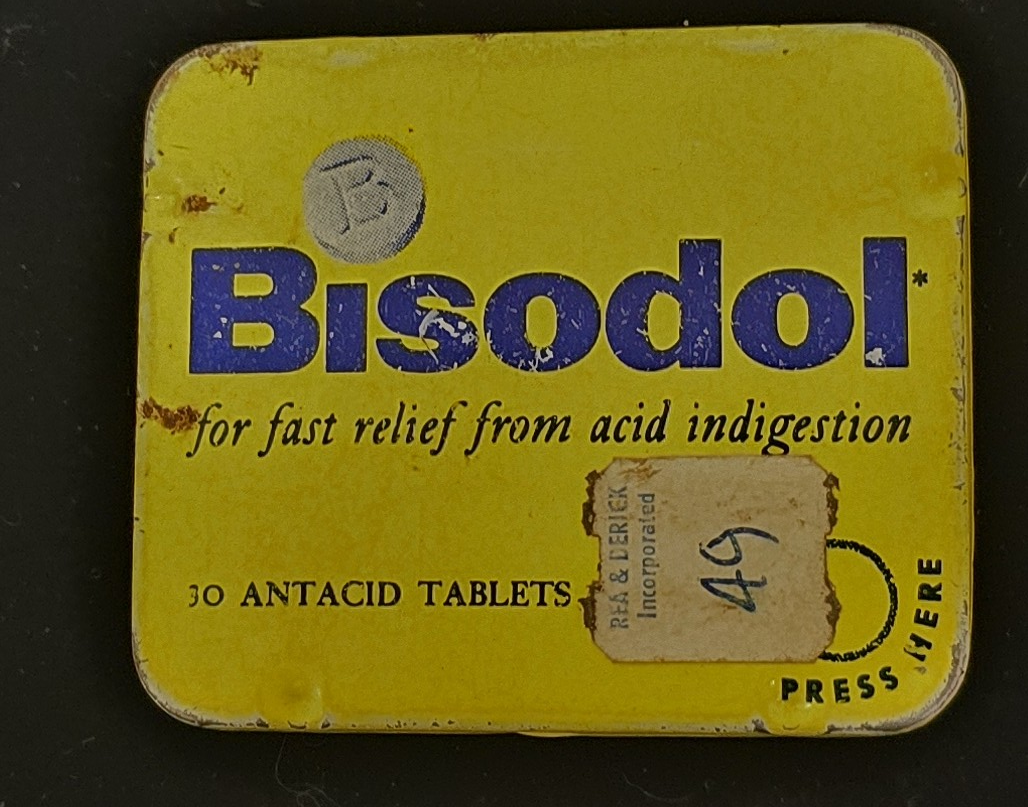 B
Bisodol*
for fast relief from acid indigestion
REA & DERICK
Incorporated
49
30 ANTACID TABLETS
PRESS HERE